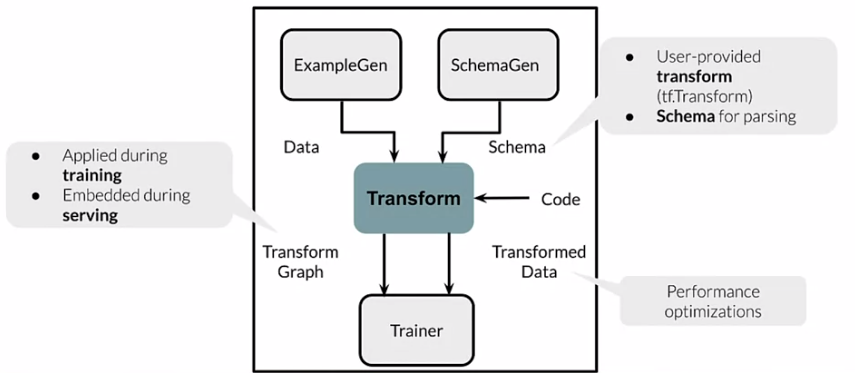 ExampleGen
SchemaGen
• User-provided
transform
(tf.Transform)
• Schema for parsing
Data
Schema
• Applied during
training
• Embedded during
serving
Transform
Code
Transform
Graph
Transformed
Data
Performance
optimizations
Trainer